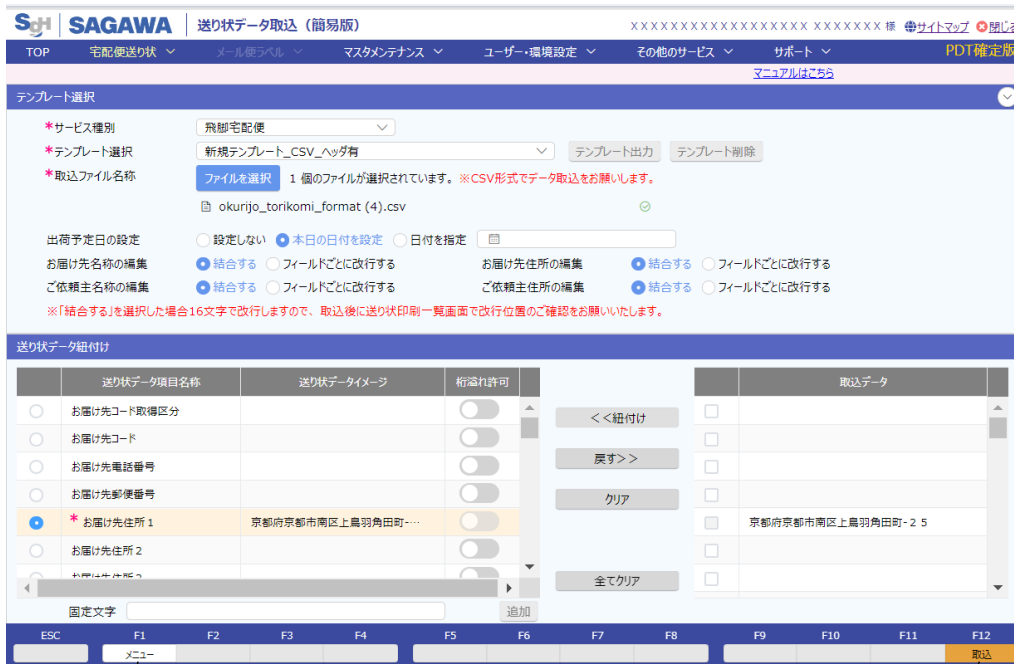 SGH SAGAWA 送り状データ取込（簡易版） XXXXXXXXXXXXXXXXXX XXXXXXX 様 サイトマップ 閉じる
TOP 宅配便送り状 メール便ラベル マスタメンテナンス ユーザー・環境設定 その他のサービス サポート PDT確定版
マニュアルはこちら
テンプレート選択
*サービス種別 飛脚宅配便
*テンプレート選択 新規テンプレート_CSV_ヘッダ有 テンプレート出力 テンプレート削除
*取込ファイル名称 ファイルを選択 1 個のファイルが選択されています。 ※CSV形式でデータ取込をお願いします。
okurijo_torikomi_format (4).csv
出荷予定日の設定 設定しない 本日の日付を設定 日付を指定
お届け先名称の編集 結合する フィールドごとに改行する お届け先住所の編集 結合する フィールドごとに改行する
ご依頼主名称の編集 結合する フィールドごとに改行する ご依頼主住所の編集 結合する フィールドごとに改行する
※「結合する」を選択した場合16文字で改行しますので、取込後に送り状印刷一覧画面で改行位置のご確認をお願いいたします。
送り状データ紐付け
送り状データ項目名称 送り状データイメージ 桁溢れ許可 取込データ
お届け先コード取得区分
<<紐付け
お届け先コード
お届け先電話番号 戻す>>
お届け先郵便番号 クリア
* お届け先住所１ 京都府京都市南区上鳥羽角田町-… 京都府京都市南区上鳥羽角田町-２５
お届け先住所２
お届け先住所３ 全てクリア
固定文字 追加
ESC F1 F2 F3 F4 F5 F6 F7 F8 F9 F10 F11 F12
メニュー 取込